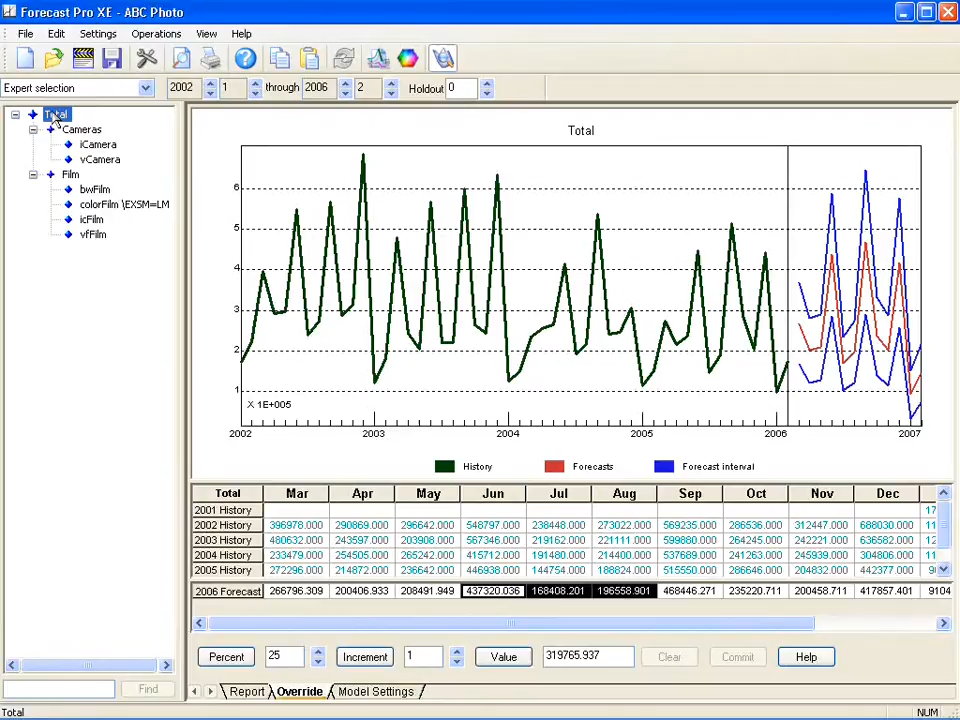 Forecast Pro XE - ABC Photo
File Edit Settings Operations View Help
Expert selection 2002 1 through 2006 2 Holdout 0
Total
Cameras
iCamera
vCamera
Film
bwFilm
colorFilm \EXSM=LM
icFilm
vfFilm
Total
6
5
4
3
2
1
X 1E+005
2002 2003 2004 2005 2006 2007
History Forecasts Forecast interval
Total Mar Apr May Jun Jul Aug Sep Oct Nov Dec
2001 History 17
2002 History 396978.000 290869.000 296642.000 548797.000 238448.000 273022.000 569235.000 286536.000 312447.000 688030.000 11
2003 History 480632.000 243597.000 203908.000 567346.000 219162.000 221111.000 599880.000 264245.000 242221.000 636582.000 12
2004 History 233479.000 254505.000 265242.000 415712.000 191480.000 214400.000 537689.000 241263.000 245939.000 304806.000 11
2005 History 272296.000 214872.000 236642.000 446938.000 144754.000 188824.000 515550.000 286646.000 204832.000 442377.000 9
2006 Forecast 266796.309 200406.933 208491.949 437320.036 168408.201 196558.901 468446.271 235220.711 200458.711 417857.401 9104
Percent 25 Increment 1 Value 319765.937 Clear Commit Help
Find
Report Override Model Settings
Total NUM